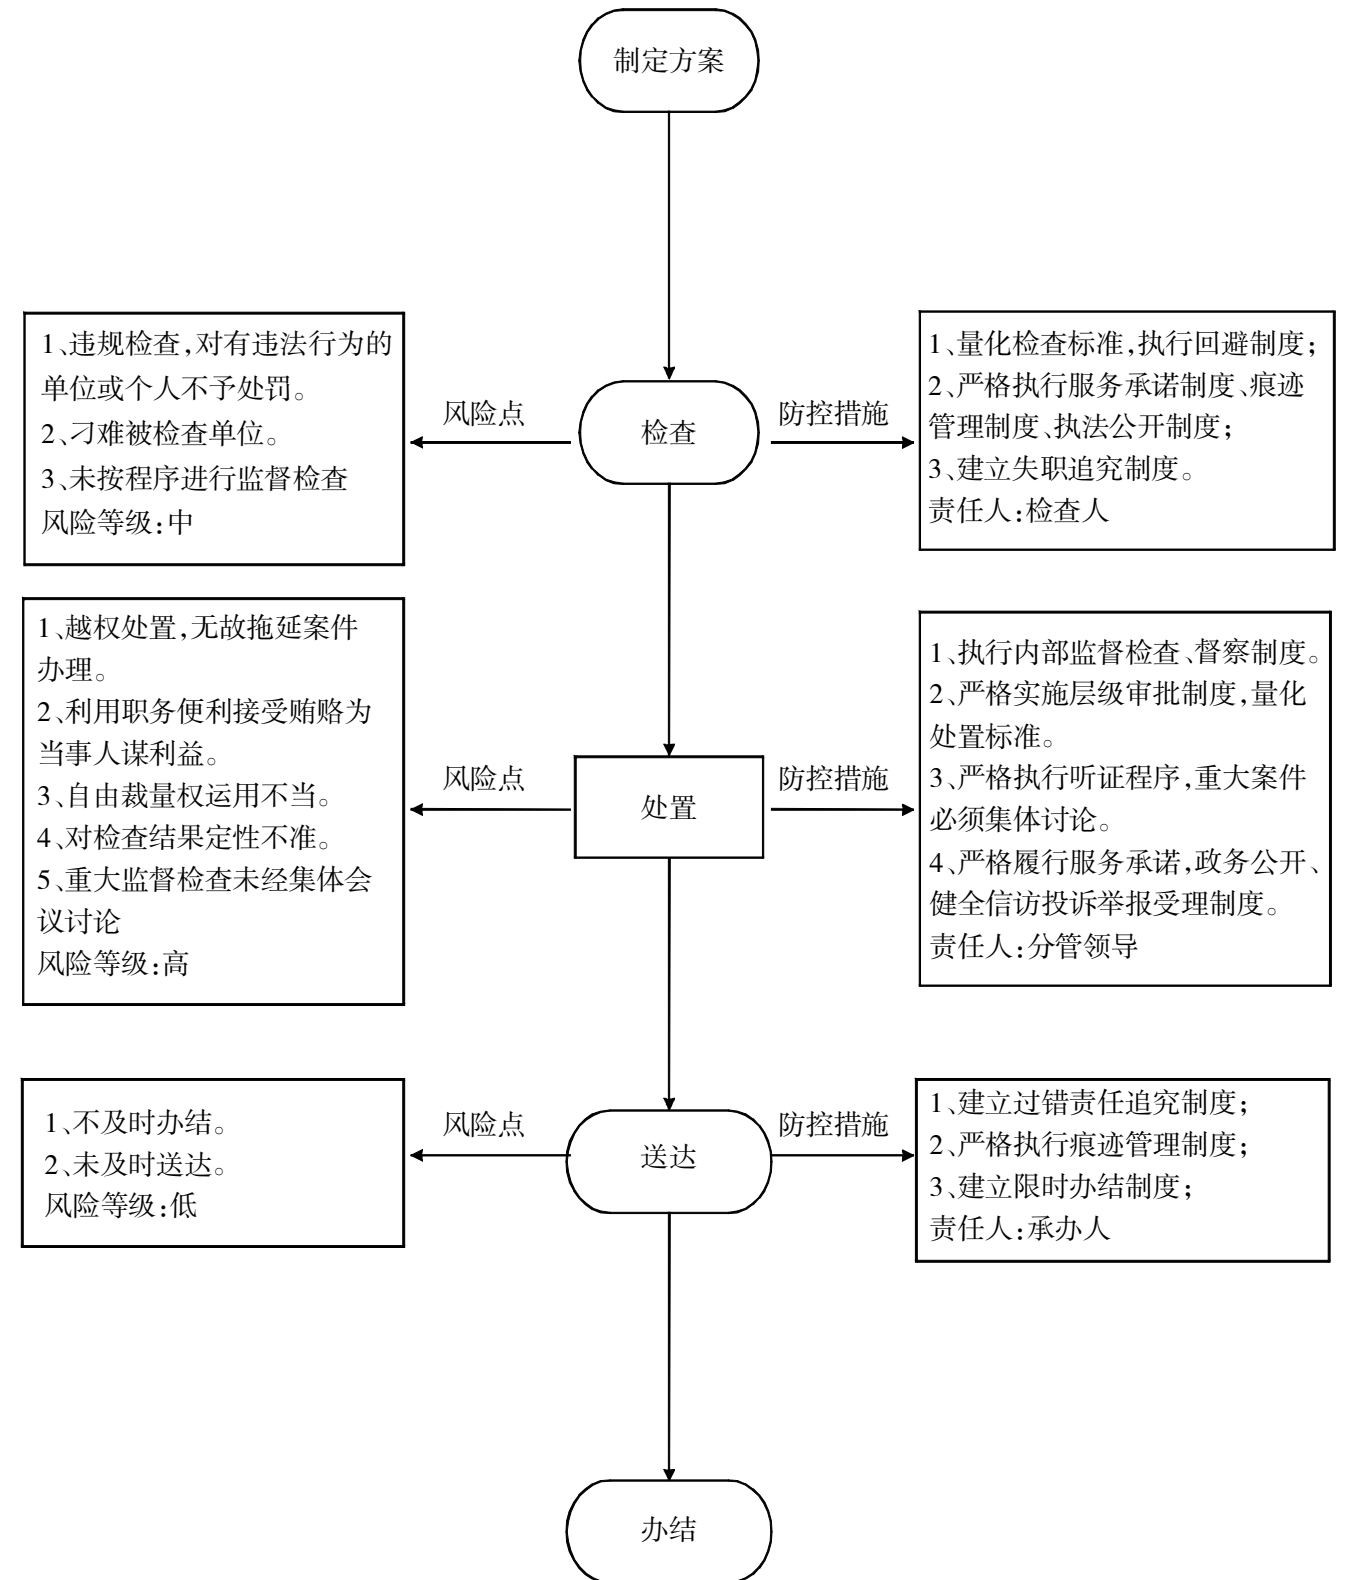 制定方案
1、违规检查,对有违法行为的
单位或个人不予处罚。
2、刁难被检查单位。
3、未按程序进行监督检查
风险等级:中
风险点
检查
防控措施
1、量化检查标准,执行回避制度;
2、严格执行服务承诺制度、痕迹
管理制度、执法公开制度;
3、建立失职追究制度。
责任人:检查人
1、越权处置,无故拖延案件
办理。
2、利用职务便利接受贿赂为
当事人谋利益。
3、自由裁量权运用不当。
4、对检查结果定性不准。
5、重大监督检查未经集体会
议讨论
风险等级:高
风险点
处置
防控措施
1、执行内部监督检查、督察制度。
2、严格实施层级审批制度,量化
处置标准。
3、严格执行听证程序,重大案件
必须集体讨论。
4、严格履行服务承诺,政务公开、
健全信访投诉举报受理制度。
责任人:分管领导
1、不及时办结。
2、未及时送达。
风险等级:低
风险点
送达
防控措施
1、建立过错责任追究制度;
2、严格执行痕迹管理制度;
3、建立限时办结制度;
责任人:承办人
办结